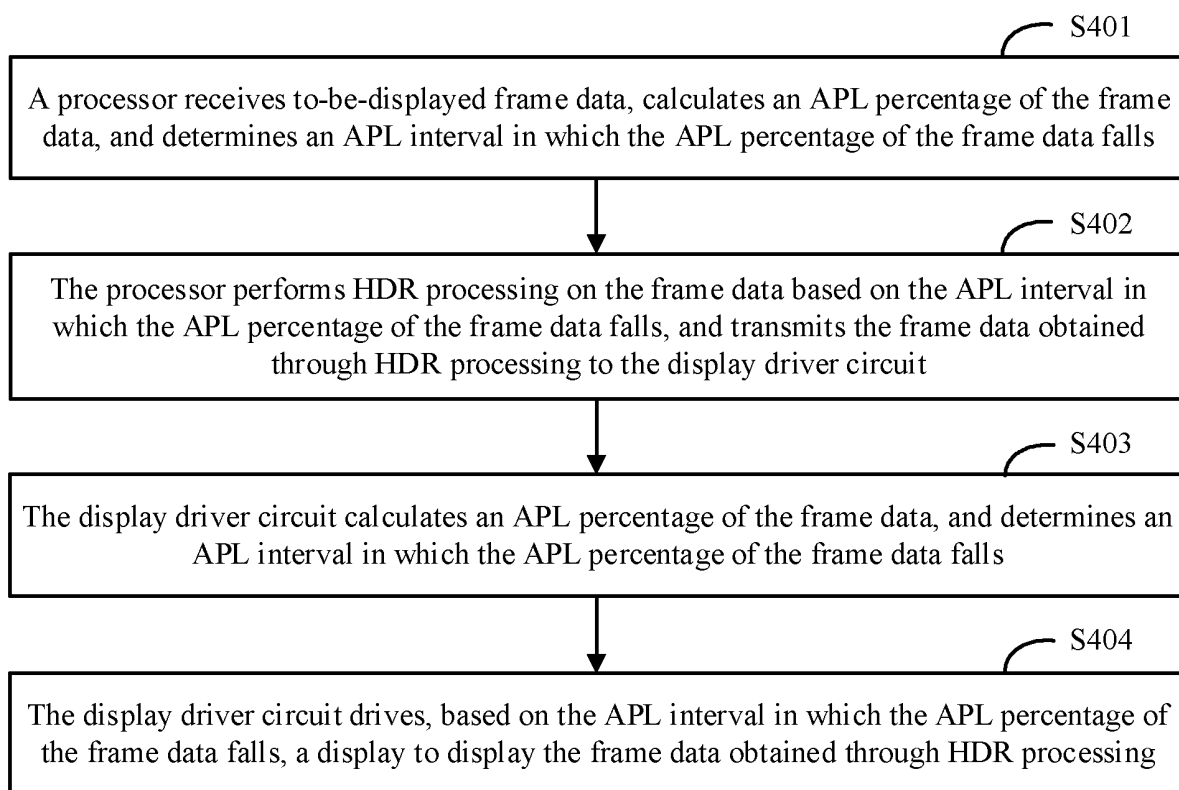 S401
A processor receives to-be-displayed frame data, calculates an APL percentage of the frame
data, and determines an APL interval in which the APL percentage of the frame data falls
S402
The processor performs HDR processing on the frame data based on the APL interval in
which the APL percentage of the frame data falls, and transmits the frame data obtained
through HDR processing to the display driver circuit
S403
The display driver circuit calculates an APL percentage of the frame data, and determines an
APL interval in which the APL percentage of the frame data falls
S404
The display driver circuit drives, based on the APL interval in which the APL percentage of
the frame data falls, a display to display the frame data obtained through HDR processing